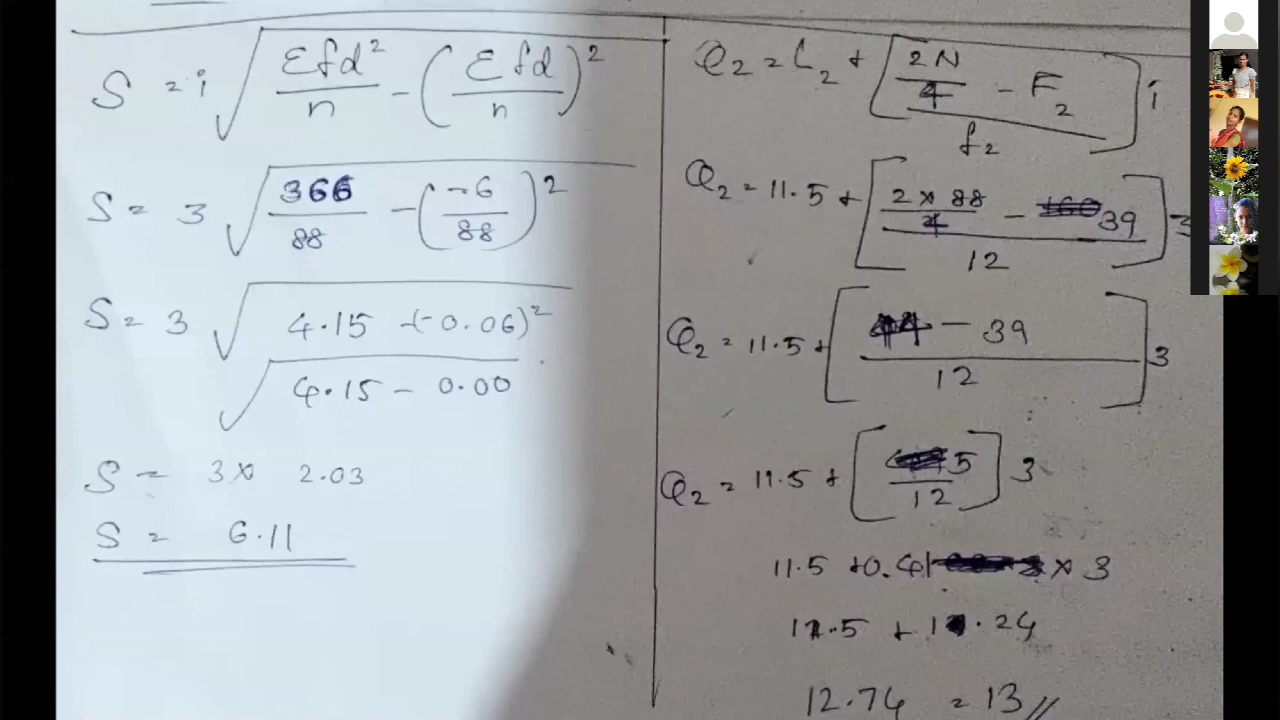 S = i √ Σfd² / n − ( Σfd / n )²
S = 3 √ 366 / 88 − ( −6 / 88 )²
S = 3 √ 4.15 −(−0.06)²
√ 4.15 − 0.00
S = 3 × 2.03
S = 6.11
Q₂ = L₂ + [ 2N / 4 − F₂ / f₂ ] i
Q₂ = 11.5 + [ 2 × 88 / 4 − 39 / 12 ] 3
Q₂ = 11.5 + [ 44 − 39 / 12 ] 3
Q₂ = 11.5 + [ 5 / 12 ] 3
11.5 + 0.41 × 3
11.5 + 1.24
12.74 = 13 //